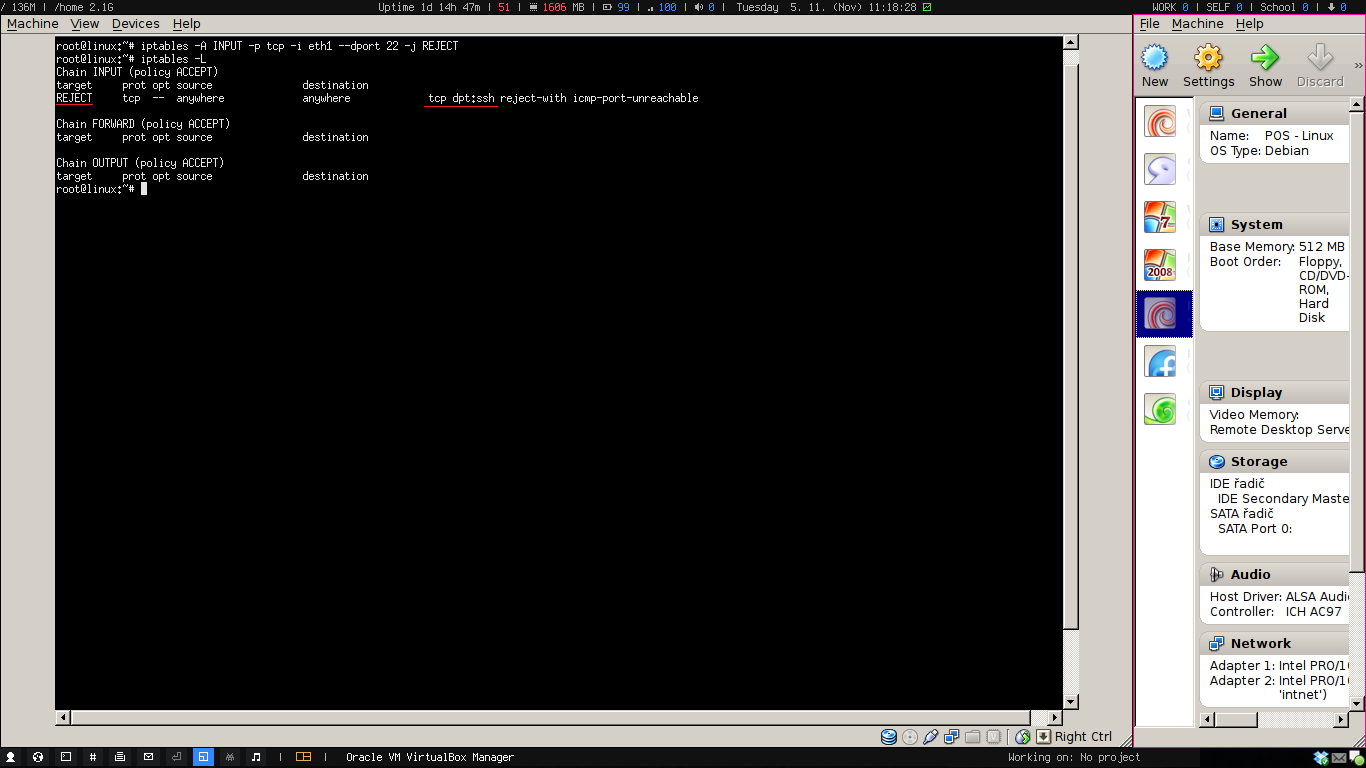 / 136M | /home 2.1G Uptime 1d 14h 47m | 51 | 1606 MB | 99 | 100 | 0 | Tuesday 5. 11. (Nov) 11:18:28 WORK 0 | SELF 0 | School 0 | 0
Machine View Devices Help
root@linux:~# iptables -A INPUT -p tcp -i eth1 --dport 22 -j REJECT
root@linux:~# iptables -L
Chain INPUT (policy ACCEPT)
target prot opt source destination
REJECT tcp -- anywhere anywhere tcp dpt:ssh reject-with icmp-port-unreachable
Chain FORWARD (policy ACCEPT)
target prot opt source destination
Chain OUTPUT (policy ACCEPT)
target prot opt source destination
root@linux:~#
Right Ctrl
File Machine Help
New Settings Show Discard »
7
2008
General
Name: POS - Linux
OS Type: Debian
System
Base Memory: 512 MB
Boot Order: Floppy,
CD/DVD-
ROM,
Hard
Disk
Display
Video Memory:
Remote Desktop Serve
Storage
IDE řadič
IDE Secondary Maste
SATA řadič
SATA Port 0:
Audio
Host Driver: ALSA Audi
Controller: ICH AC97
Network
Adapter 1: Intel PRO/10
Adapter 2: Intel PRO/10
'intnet')
# | Oracle VM VirtualBox Manager Working on: No project